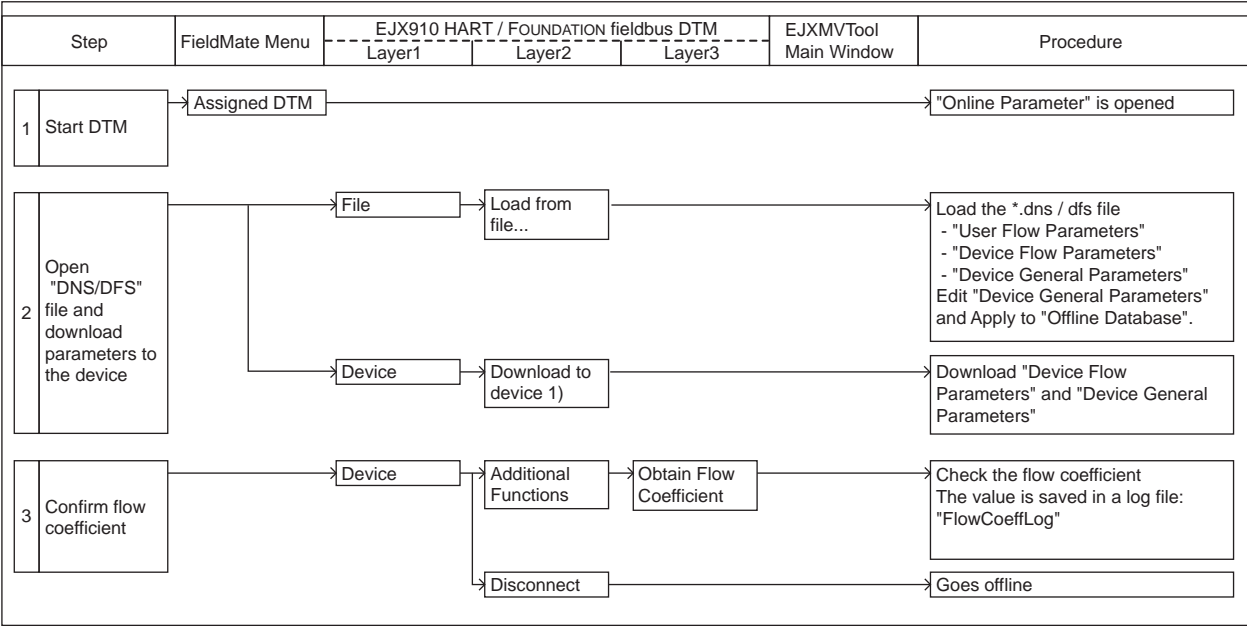 Step
FieldMate Menu
EJX910 HART / FOUNDATION fieldbus DTM
Layer1
Layer2
Layer3
EJXMVTool
Main Window
Procedure
1
Start DTM
Assigned DTM
"Online Parameter" is opened
2
Open
"DNS/DFS"
file and
download
parameters to
the device
File
Load from
file...
Load the *.dns / dfs file
- "User Flow Parameters"
- "Device Flow Parameters"
- "Device General Parameters"
Edit "Device General Parameters"
and Apply to "Offline Database".
Device
Download to
device 1)
Download "Device Flow
Parameters" and "Device General
Parameters"
3
Confirm flow
coefficient
Device
Additional
Functions
Obtain Flow
Coefficient
Check the flow coefficient
The value is saved in a log file:
"FlowCoeffLog"
Disconnect
Goes offline